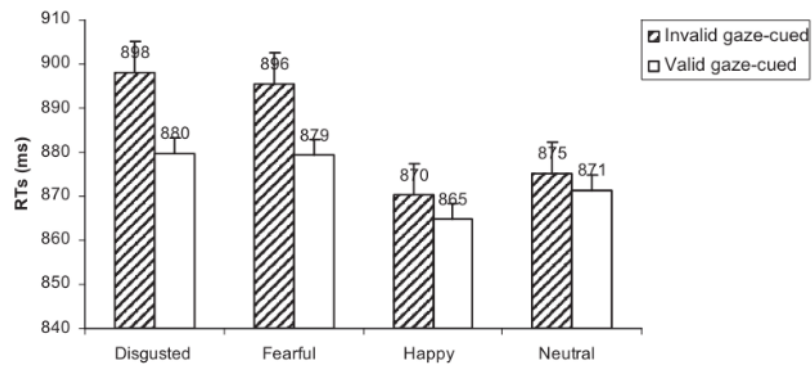 910
900
890
880
870
860
850
840
RTs (ms)
898
880
896
879
870
865
875
871
Disgusted
Fearful
Happy
Neutral
Invalid gaze-cued
Valid gaze-cued